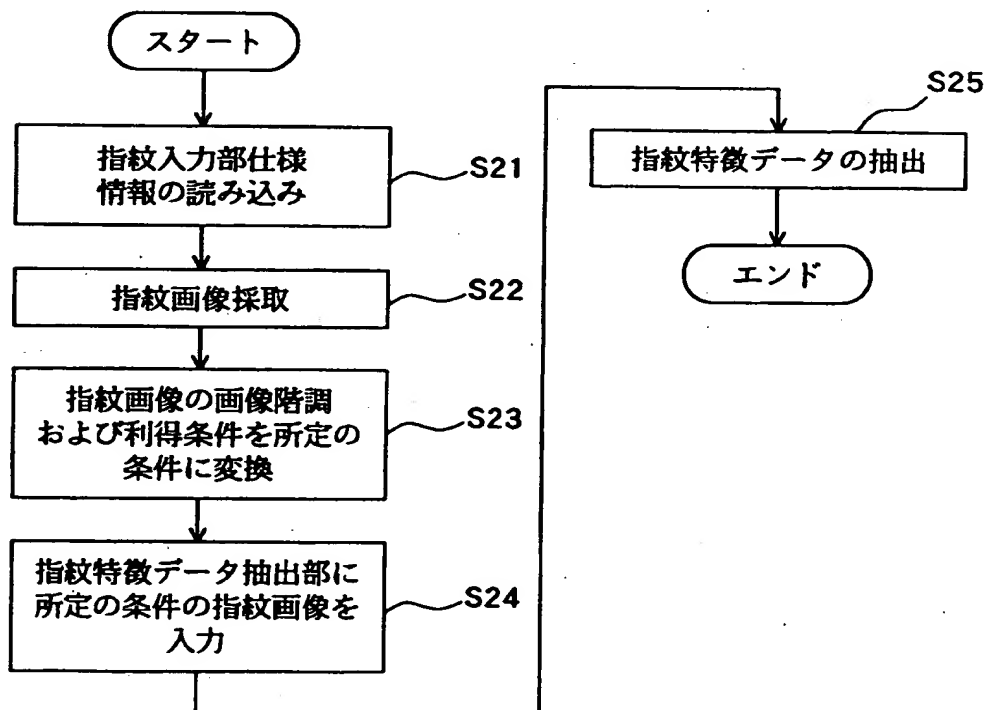 スタート
指紋入力部仕様
情報の読み込み
S21
指紋画像採取
S22
指紋画像の画像階調
および利得条件を所定の
条件に変換
S23
指紋特徴データ抽出部に
所定の条件の指紋画像を
入力
S24
S25
指紋特徴データの抽出
エンド